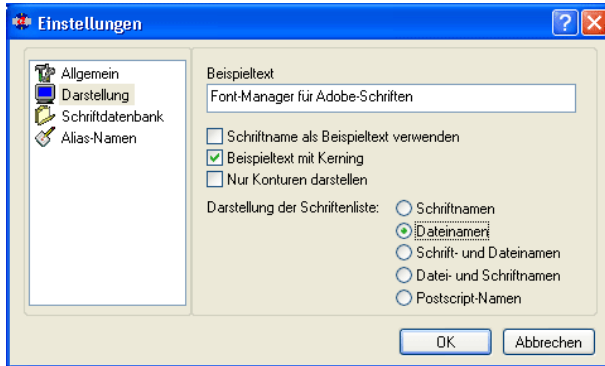 Einstellungen
Allgemein
Darstellung
Schriftdatenbank
Alias-Namen
Beispieltext
Font-Manager für Adobe-Schriften
Schriftname als Beispieltext verwenden
Beispieltext mit Kerning
Nur Konturen darstellen
Darstellung der Schriftenliste:
Schriftnamen
Dateinamen
Schrift- und Dateinamen
Datei- und Schriftnamen
Postscript-Namen
OK
Abbrechen